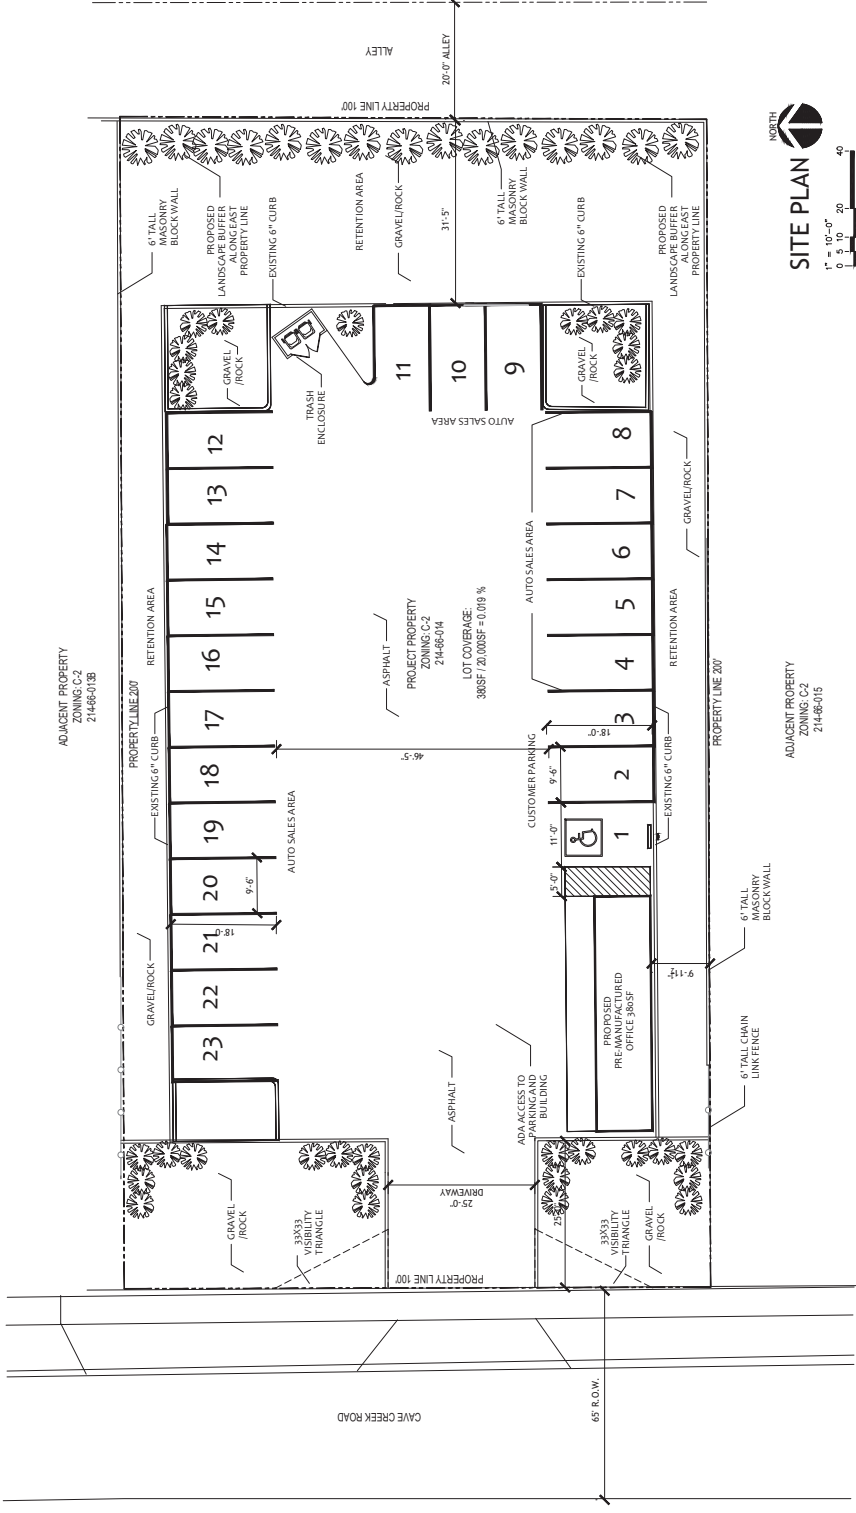 ALLEY
20'-0" ALLEY
PROPERTY LINE 100'
NORTH
SITE PLAN
1" = 10'-0"
0 5 10 20 40
6' TALL
MASONRY
BLOCK WALL
PROPOSED
LANDSCAPE BUFFER
ALONG EAST
PROPERTY LINE
EXISTING 6" CURB
RETENTION AREA
GRAVEL/ROCK
31'-5"
6' TALL
MASONRY
BLOCK WALL
EXISTING 6" CURB
PROPOSED
LANDSCAPE BUFFER
ALONG EAST
PROPERTY LINE
GRAVEL
/ROCK
TRASH
ENCLOSURE
11
10
9
AUTO SALES AREA
GRAVEL
/ROCK
12
13
14
15
16
17
18
19
20
21
22
23
8
7
6
5
4
3
2
1
AUTO SALES AREA
GRAVEL/ROCK
RETENTION AREA
RETENTION AREA
ADJACENT PROPERTY
ZONING: C-2
214-66-013B
PROPERTY LINE 200'
EXISTING 6" CURB
ASPHALT
PROJECT PROPERTY
ZONING: C-2
214-66-014
LOT COVERAGE:
380SF / 20,000SF = 0.019 %
PROPERTY LINE 200'
ADJACENT PROPERTY
ZONING: C-2
214-66-015
18'-0"
46'-5"
CUSTOMER PARKING
9'-6"
11'-0"
5'-0"
EXISTING 6" CURB
AUTO SALES AREA
9'-6"
18'-0"
GRAVEL/ROCK
6' TALL
MASONRY
BLOCK WALL
9'-11½"
PROPOSED
PRE-MANUFACTURED
OFFICE 380SF
6' TALL CHAIN
LINK FENCE
ASPHALT
ADA ACCESS TO
PARKING AND
BUILDING
25'-0"
DRIVEWAY
GRAVEL
/ROCK
33X33
VISIBILITY
TRIANGLE
PROPERTY LINE 100'
33X33
VISIBILITY
TRIANGLE
GRAVEL
/ROCK
CAVE CREEK ROAD
65' R.O.W.